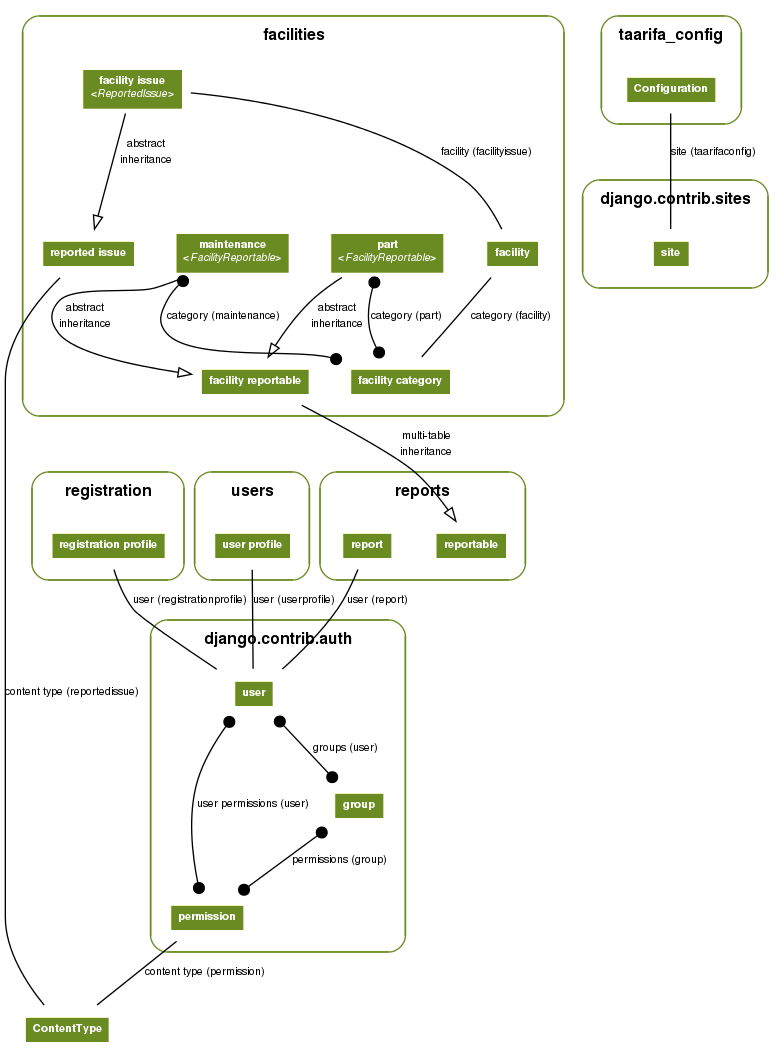 facilities
taarifa_config
facility issue
<ReportedIssue>
Configuration
abstract
inheritance
facility (facilityissue)
site (taarifaconfig)
django.contrib.sites
reported issue
maintenance
<FacilityReportable>
part
<FacilityReportable>
facility
site
abstract
inheritance
category (maintenance)
abstract
inheritance
category (part)
category (facility)
facility reportable
facility category
multi-table
inheritance
registration
users
reports
registration profile
user profile
report
reportable
user (registrationprofile)
user (userprofile)
user (report)
django.contrib.auth
user
content type (reportedissue)
groups (user)
user permissions (user)
group
permissions (group)
permission
content type (permission)
ContentType